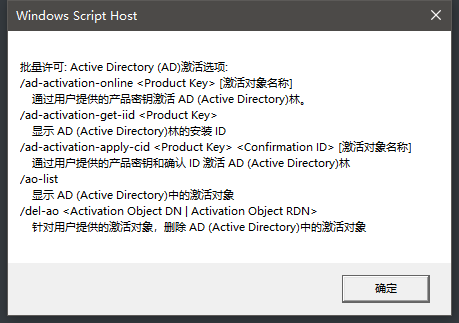 Windows Script Host
批量许可: Active Directory (AD)激活选项:
/ad-activation-online <Product Key> [激活对象名称]
通过用户提供的产品密钥激活 AD (Active Directory)林。
/ad-activation-get-iid <Product Key>
显示 AD (Active Directory)林的安装 ID
/ad-activation-apply-cid <Product Key> <Confirmation ID> [激活对象名称]
通过用户提供的产品密钥和确认 ID 激活 AD (Active Directory)林
/ao-list
显示 AD (Active Directory)中的激活对象
/del-ao <Activation Object DN | Activation Object RDN>
针对用户提供的激活对象，删除 AD (Active Directory)中的激活对象
确定